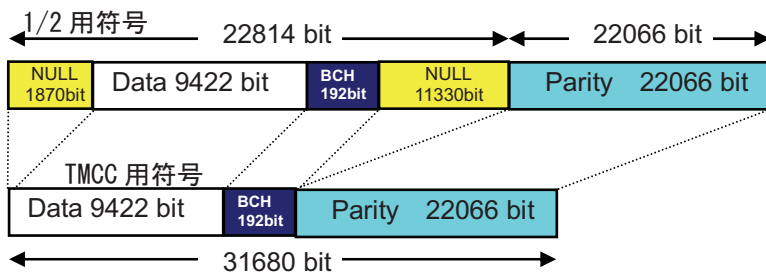 1/2 用符号
22814 bit
22066 bit
NULL
1870bit
Data 9422 bit
BCH
192bit
NULL
11330bit
Parity 22066 bit
TMCC 用符号
Data 9422 bit
BCH
192bit
Parity 22066 bit
31680 bit